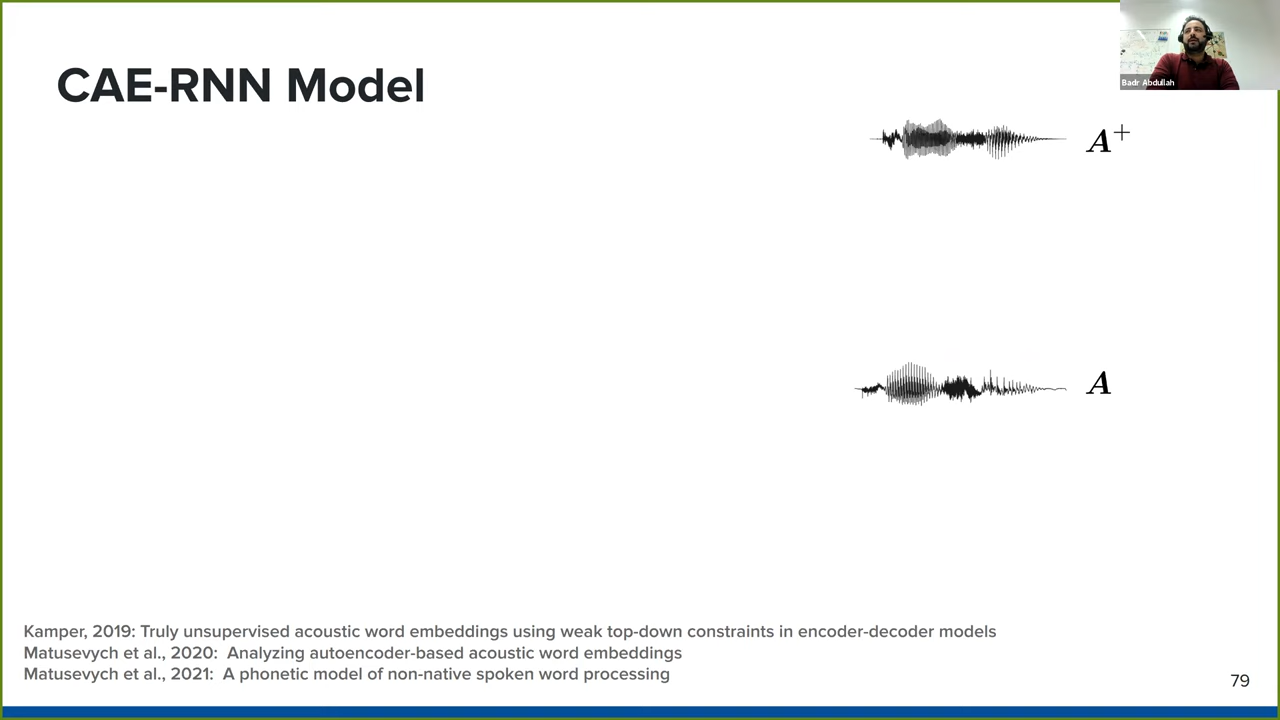 CAE-RNN Model
Badr Abdullah
A+
A
Kamper, 2019: Truly unsupervised acoustic word embeddings using weak top-down constraints in encoder-decoder models
Matusevych et al., 2020:  Analyzing autoencoder-based acoustic word embeddings
Matusevych et al., 2021:  A phonetic model of non-native spoken word processing
79